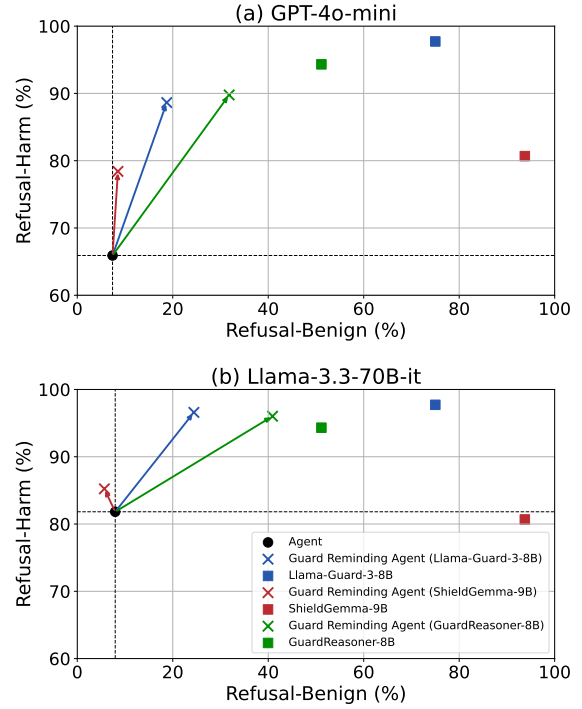 (a) GPT-4o-mini
100
90
80
70
60
Refusal-Harm (%)
0 20 40 60 80 100
Refusal-Benign (%)
(b) Llama-3.3-70B-it
100
90
80
70
60
Refusal-Harm (%)
Agent
Guard Reminding Agent (Llama-Guard-3-8B)
Llama-Guard-3-8B
Guard Reminding Agent (ShieldGemma-9B)
ShieldGemma-9B
Guard Reminding Agent (GuardReasoner-8B)
GuardReasoner-8B
0 20 40 60 80 100
Refusal-Benign (%)